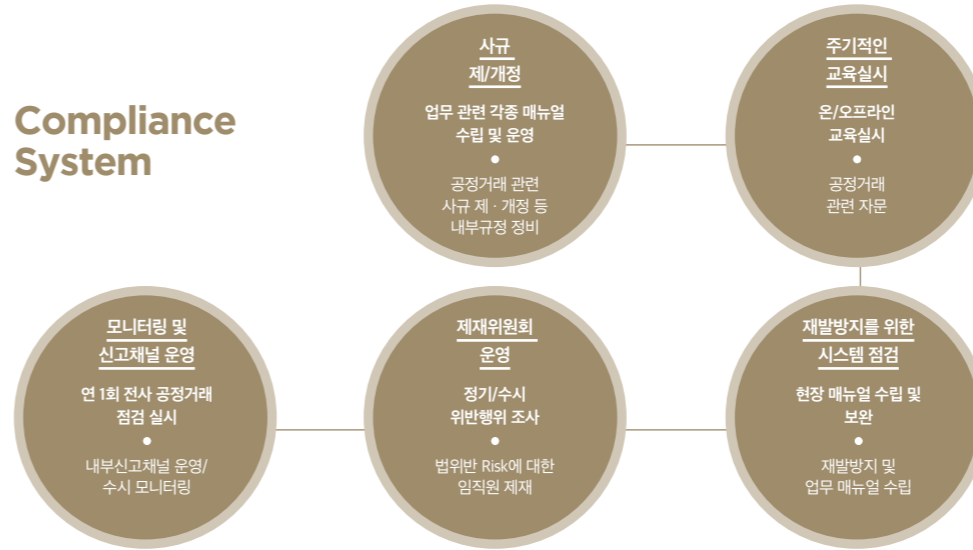 Compliance
System
사규
제/개정
업무 관련 각종 매뉴얼
수립 및 운영
공정거래 관련
사규 제 · 개정 등
내부규정 정비
주기적인
교육실시
온/오프라인
교육실시
공정거래
관련 자문
모니터링 및
신고채널 운영
연 1회 전사 공정거래
점검 실시
내부신고채널 운영/
수시 모니터링
제재위원회
운영
정기/수시
위반행위 조사
법위반 Risk에 대한
임직원 제재
재발방지를 위한
시스템 점검
현장 매뉴얼 수립 및
보완
재발방지 및
업무 매뉴얼 수립